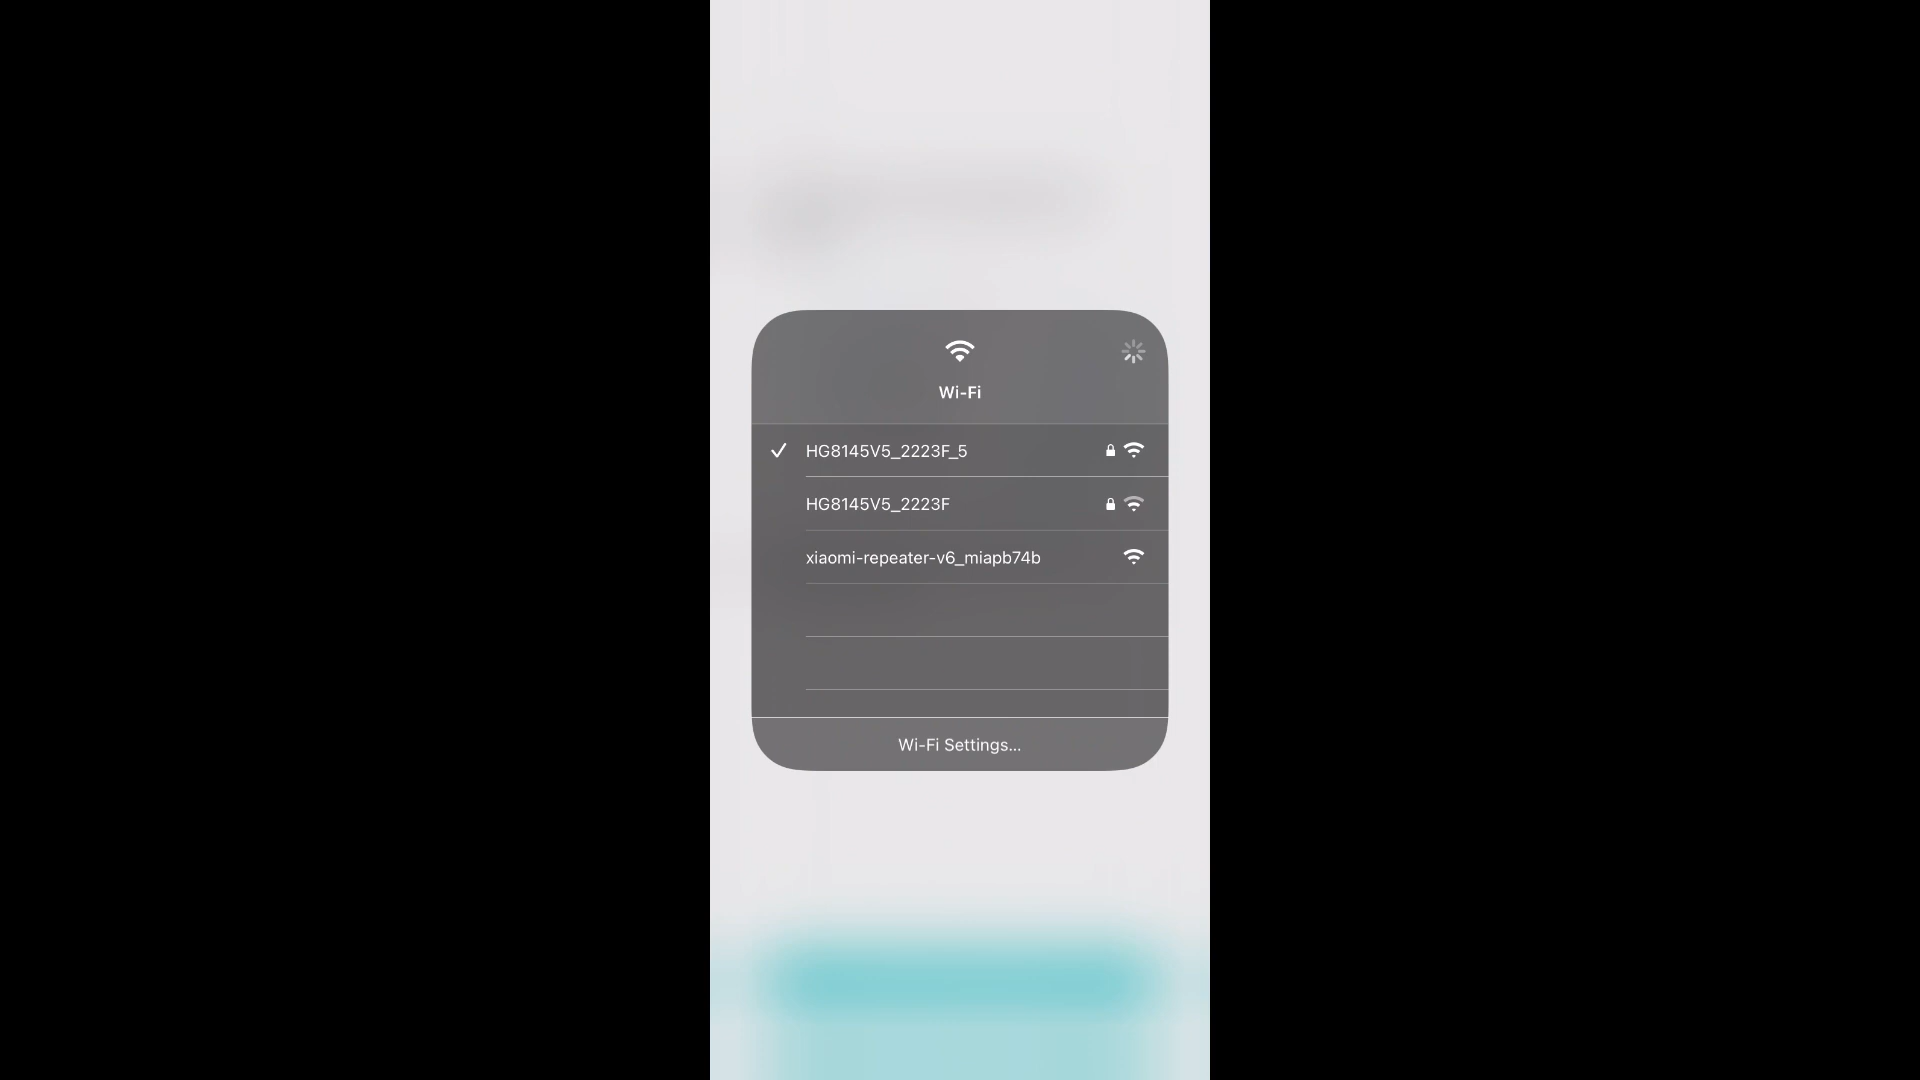 Wi-Fi
HG8145V5_2223F_5
HG8145V5_2223F
xiaomi-repeater-v6_miapb74b
Wi-Fi Settings...